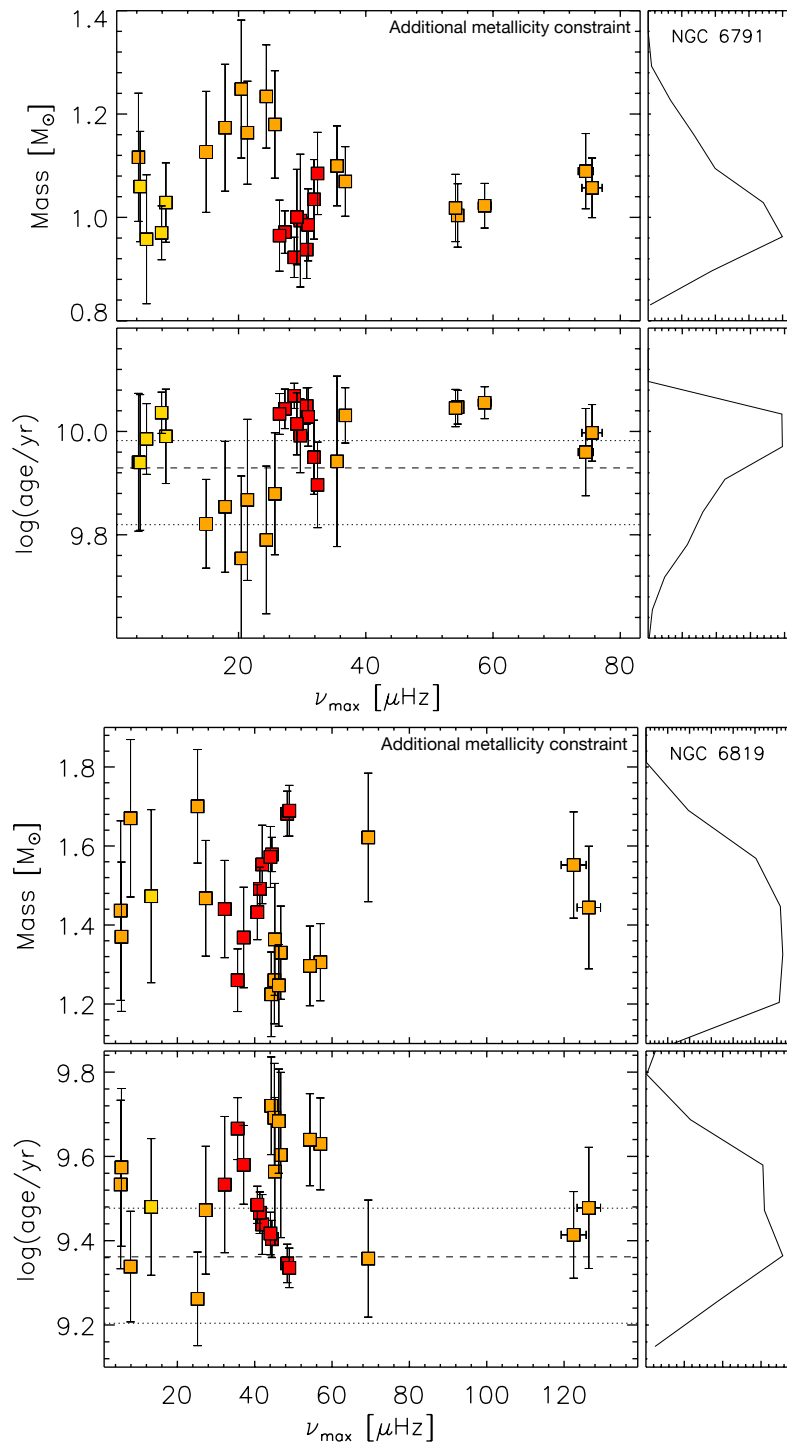 Additional metallicity constraint
NGC 6791
Mass [M⊙]
1.4
1.2
1.0
0.8
log(age/yr)
10.0
9.8
20 40 60 80
νmax [μHz]
Additional metallicity constraint
NGC 6819
Mass [M⊙]
1.8
1.6
1.4
1.2
log(age/yr)
9.8
9.6
9.4
9.2
20 40 60 80 100 120
νmax [μHz]